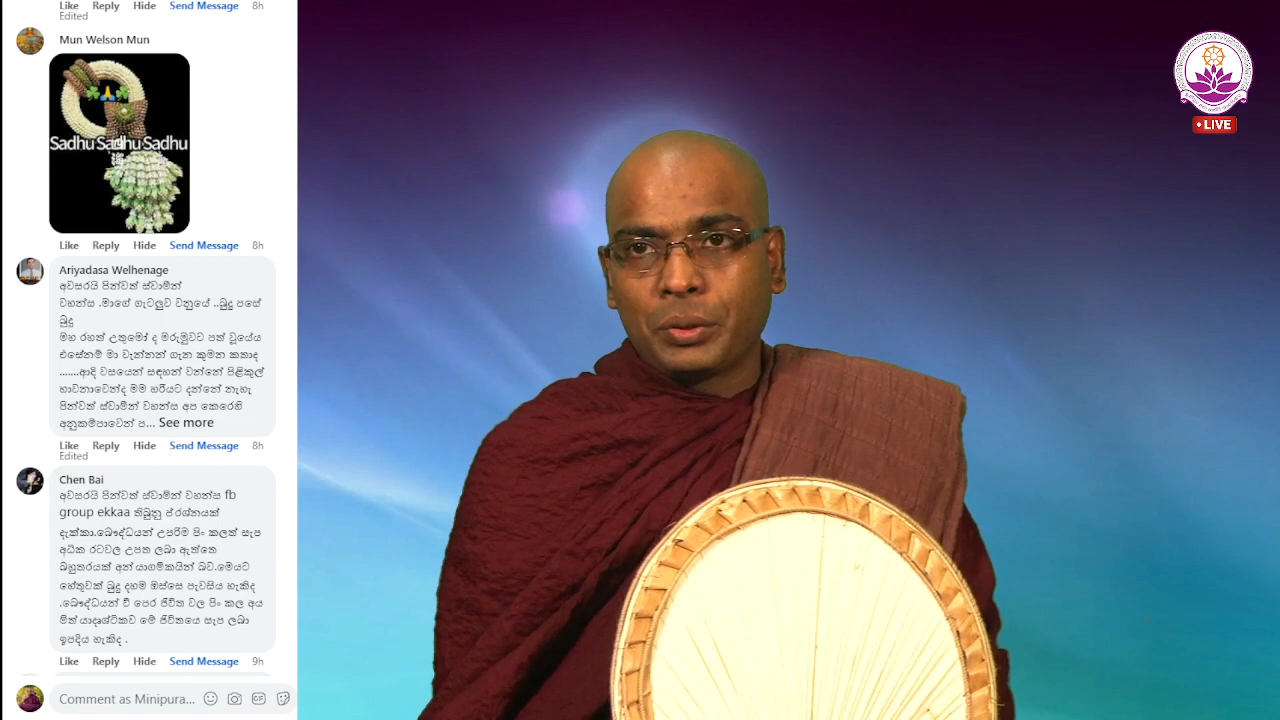 Like Reply Hide Send Message 8h
Edited
Mun Welson Mun
Sadhu Sadhu Sadhu
Like Reply Hide Send Message 8h
Ariyadasa Welhenage
අවසරයි පින්වත් ස්වාමින්
වහන්ස .මාගේ ගැටලුව වනුයේ ..බුදු පසේ
බුදු
මහ රහත් උතුමෝ ද මරුමුවට පත් වූයේය
එසේනම් මා වැන්නන් ගැන කුමන කතාද
.......ආදි වසයෙන් සඳහන් වන්නේ පිළිකුල්
භාවනාවෙන්ද මම හරියට දන්නේ නැහැ
පින්වත් ස්වාමින් වහන්ස අප කෙරෙහි
අනුකම්පාවෙන් ප... See more
Like Reply Hide Send Message 8h
Edited
Chen Bai
අවසරයි පින්වත් ස්වාමින් වහන්ස fb
group ekkaa තිබුනු ප්රශ්නයක්
දැක්කා.බෞද්ධයන් උපරිම පිං කලත් සැප
අධික රටවල උපත ලබා ඇත්තෙ
බහුතරයක් අන් යාගමිකයින් බව.මෙයට
හේතුවක් බුදු දහම ඔස්සෙ පැවසිය හැකිද
.බෞද්ධයන් වී පෙර ජීවිත වල පිං කල අය
මිත් යාදෘශ්ටිකව මේ ජීවිතයෙ සැප ලබා
ඉපදිය හැකිද .
Like Reply Hide Send Message 9h
Comment as Minipura...
LIVE